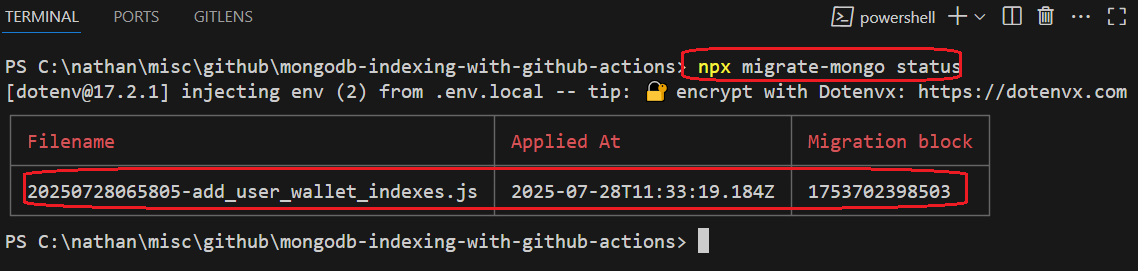 TERMINAL PORTS GITLENS powershell
PS C:\nathan\misc\github\mongodb-indexing-with-github-actions> npx migrate-mongo status
[dotenv@17.2.1] injecting env (2) from .env.local -- tip: 🔐 encrypt with Dotenvx: https://dotenvx.com
Filename Applied At Migration block
20250728065805-add_user_wallet_indexes.js 2025-07-28T11:33:19.184Z 1753702398503
PS C:\nathan\misc\github\mongodb-indexing-with-github-actions>